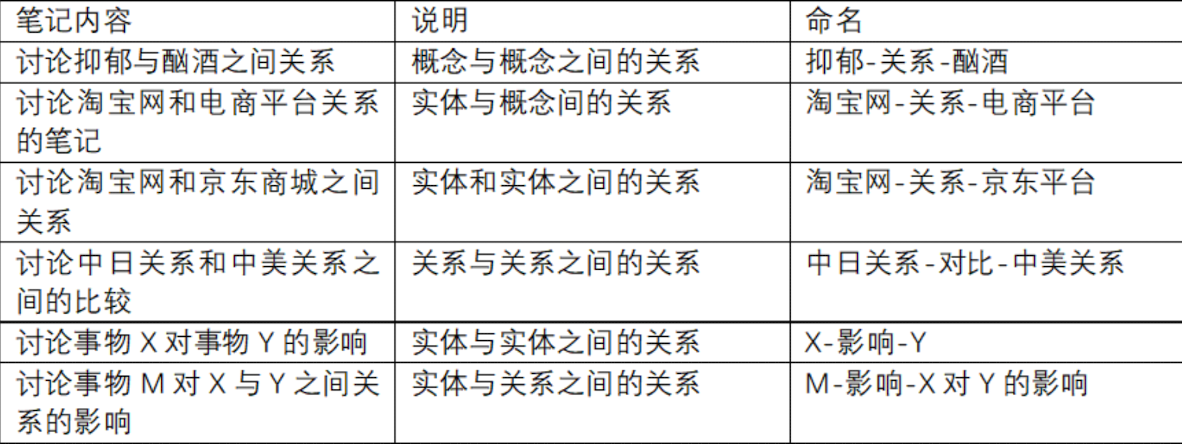 笔记内容 说明 命名
讨论抑郁与酗酒之间关系 概念与概念之间的关系 抑郁-关系-酗酒
讨论淘宝网和电商平台关系 实体与概念间的关系 淘宝网-关系-电商平台
的笔记
讨论淘宝网和京东商城之间 实体和实体之间的关系 淘宝网-关系-京东平台
关系
讨论中日关系和中美关系之 关系与关系之间的关系 中日关系-对比-中美关系
间的比较
讨论事物 X 对事物 Y 的影响 实体与实体之间的关系 X-影响-Y
讨论事物 M 对 X 与 Y 之间关 实体与关系之间的关系 M-影响-X 对 Y 的影响
系的影响